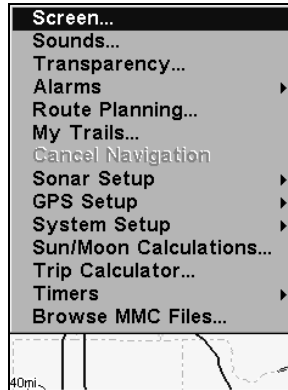 Screen...
Sounds...
Transparency...
Alarms
Route Planning...
My Trails...
Cancel Navigation
Sonar Setup
GPS Setup
System Setup
Sun/Moon Calculations...
Trip Calculator...
Timers
Browse MMC Files...
40mi